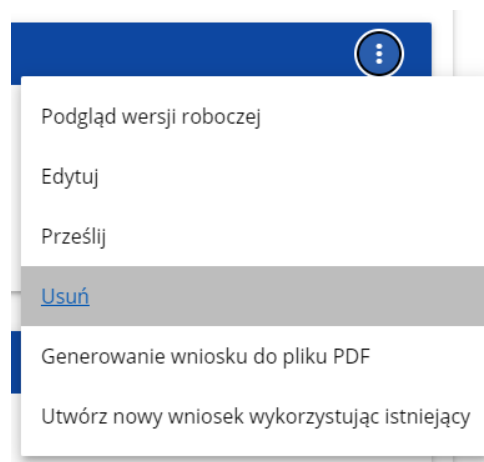 Podgląd wersji roboczej
Edytuj
Prześlij
Usuń
Generowanie wniosku do pliku PDF
Utwórz nowy wniosek wykorzystując istniejący